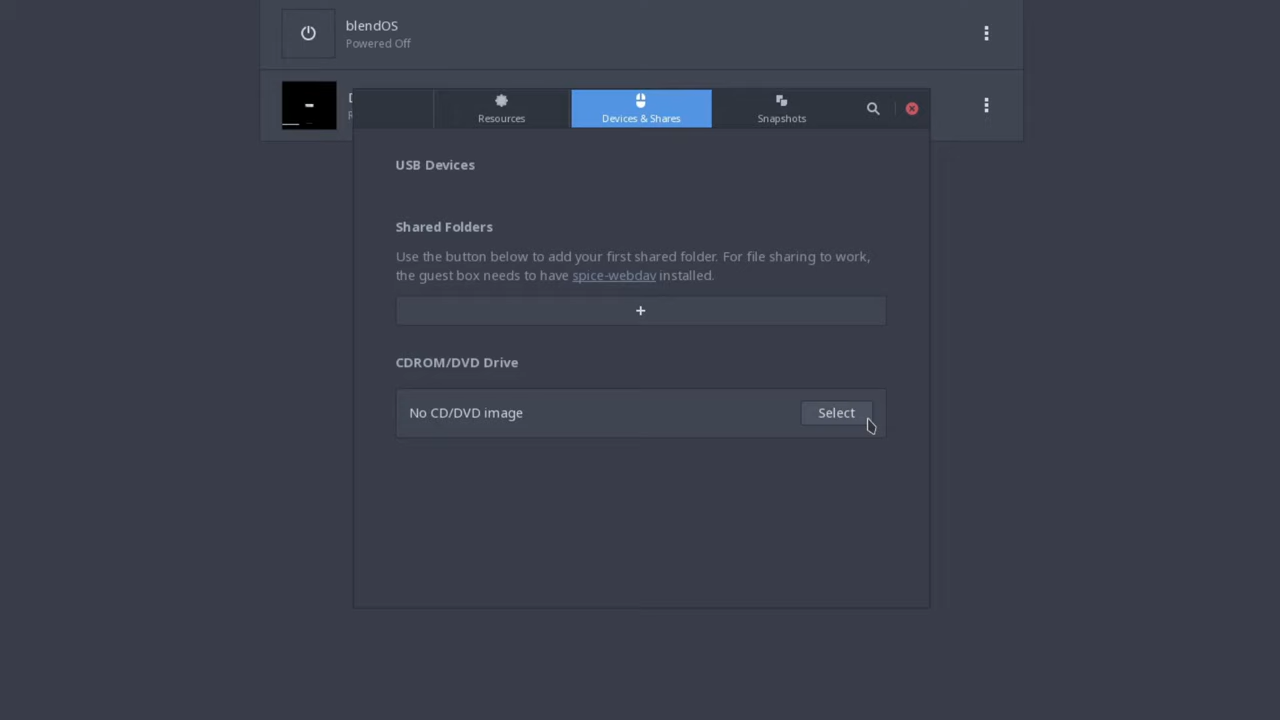 blendOS
Powered Off
Resources
Devices & Shares
Snapshots
USB Devices
Shared Folders
Use the button below to add your first shared folder. For file sharing to work,
the guest box needs to have spice-webdav installed.
+
CDROM/DVD Drive
No CD/DVD image
Select